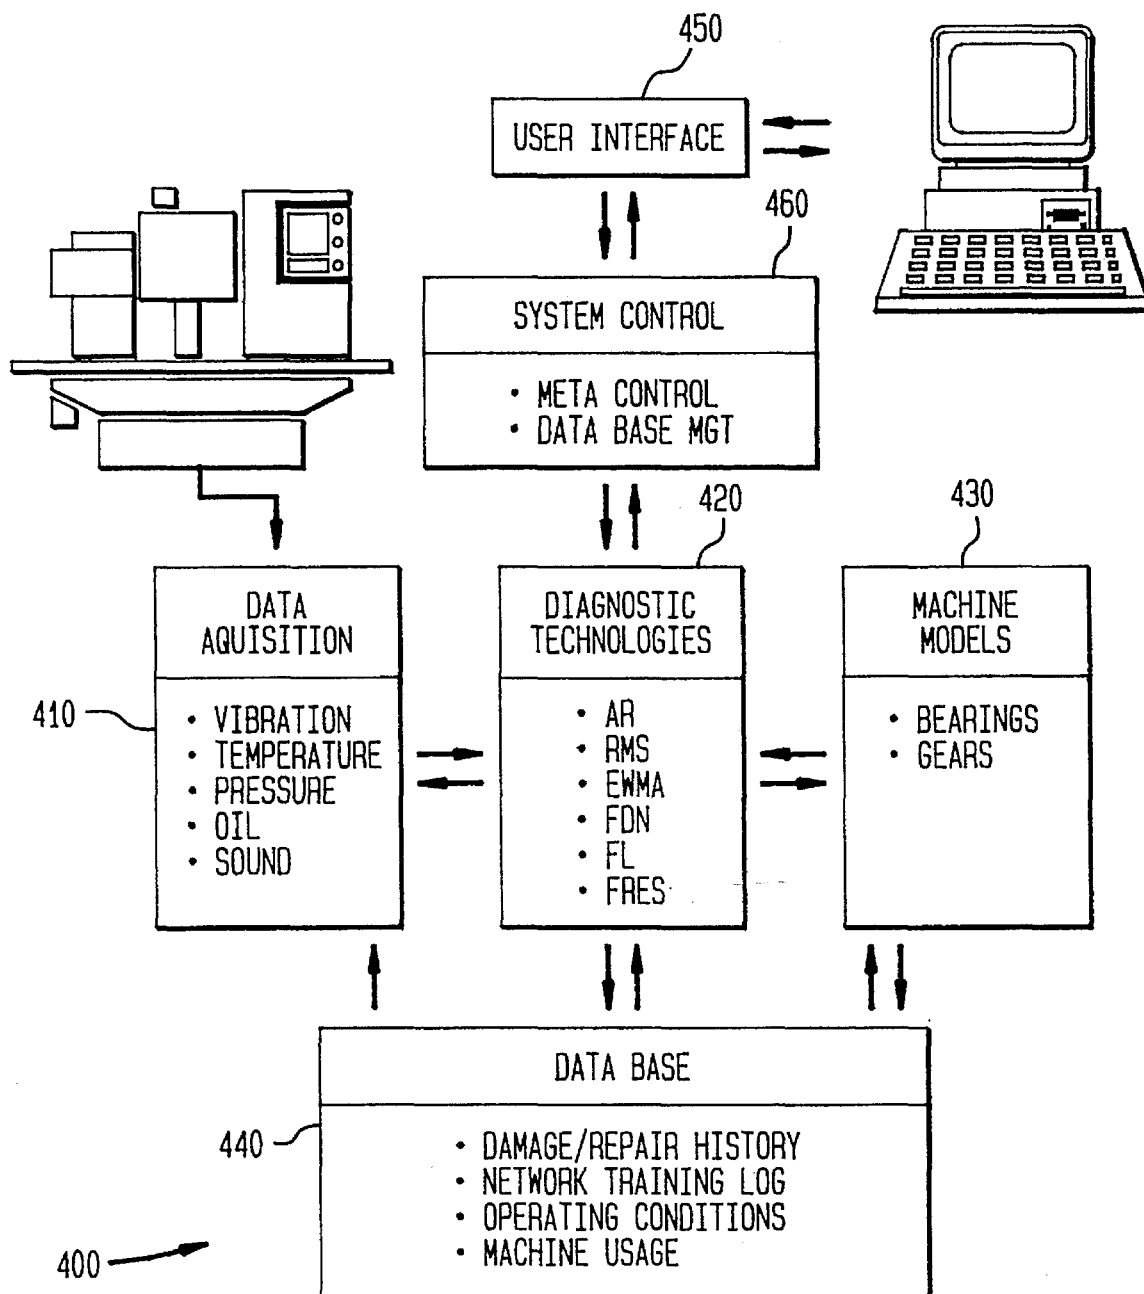 450
USER INTERFACE
460
SYSTEM CONTROL
• META CONTROL
• DATA BASE MGT
420
430
DATA
AQUISITION
DIAGNOSTIC
TECHNOLOGIES
MACHINE
MODELS
410
• VIBRATION
• TEMPERATURE
• PRESSURE
• OIL
• SOUND
• AR
• RMS
• EWMA
• FDN
• FL
• FRES
• BEARINGS
• GEARS
DATA BASE
440
• DAMAGE/REPAIR HISTORY
• NETWORK TRAINING LOG
• OPERATING CONDITIONS
• MACHINE USAGE
400